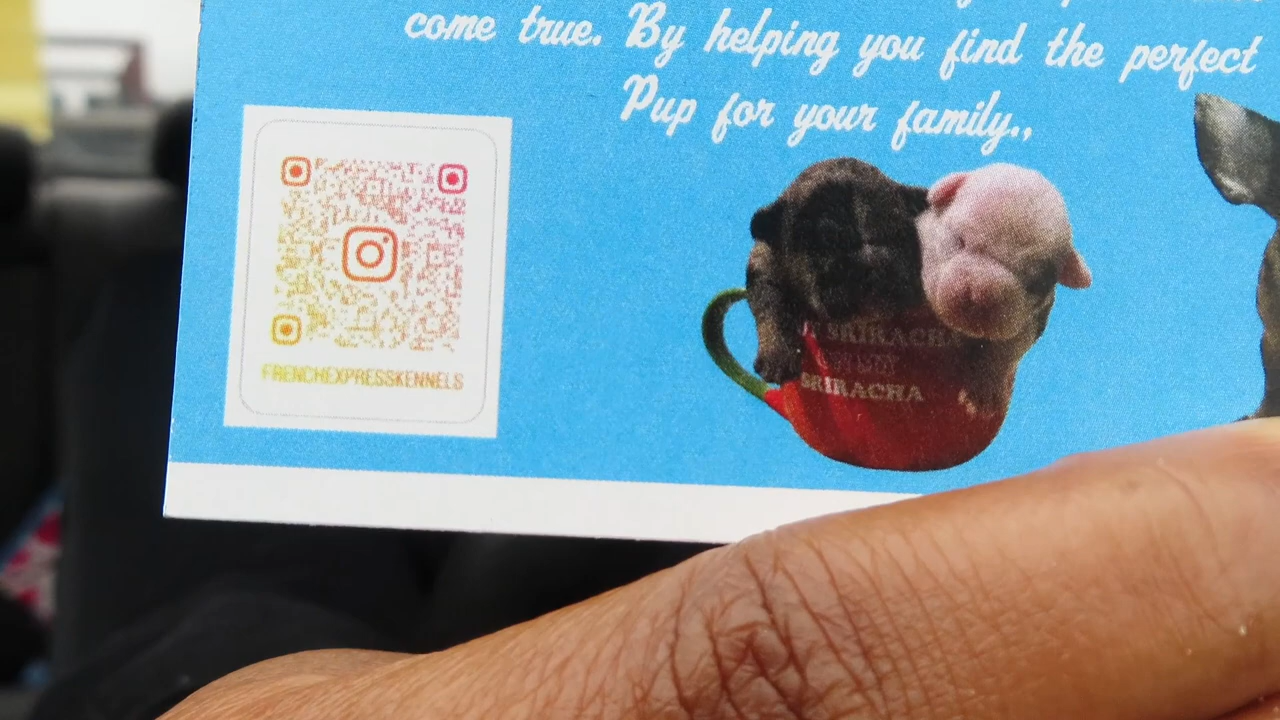 come true. By helping you find the perfect
Pup for your family.,
FRENCHEXPRESSKENNELS
SRIRACHA
SRIRACHA